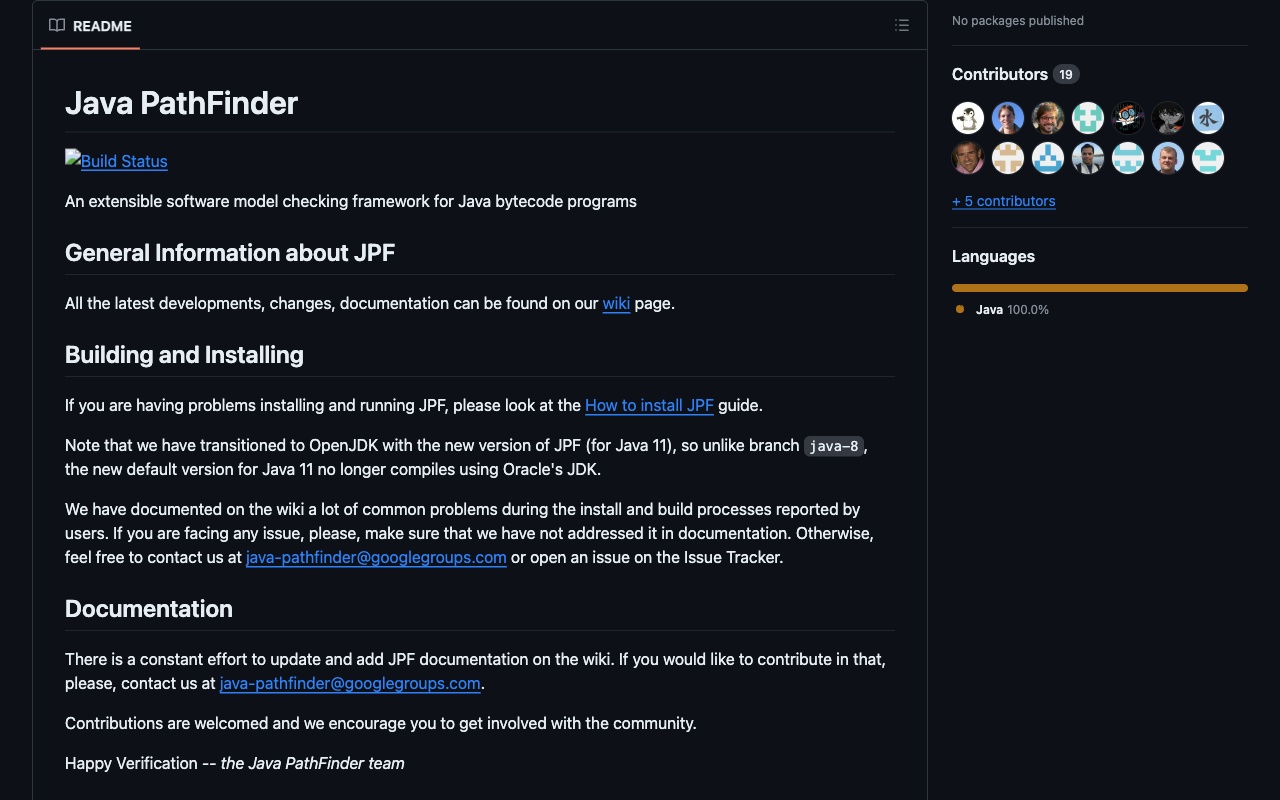 README
Java PathFinder
Build Status
An extensible software model checking framework for Java bytecode programs
General Information about JPF
All the latest developments, changes, documentation can be found on our wiki page.
Building and Installing
If you are having problems installing and running JPF, please look at the How to install JPF guide.
Note that we have transitioned to OpenJDK with the new version of JPF (for Java 11), so unlike branch java-8,
the new default version for Java 11 no longer compiles using Oracle's JDK.
We have documented on the wiki a lot of common problems during the install and build processes reported by
users. If you are facing any issue, please, make sure that we have not addressed it in documentation. Otherwise,
feel free to contact us at java-pathfinder@googlegroups.com or open an issue on the Issue Tracker.
Documentation
There is a constant effort to update and add JPF documentation on the wiki. If you would like to contribute in that,
please, contact us at java-pathfinder@googlegroups.com.
Contributions are welcomed and we encourage you to get involved with the community.
Happy Verification -- the Java PathFinder team
No packages published
Contributors 19
水
+ 5 contributors
Languages
Java 100.0%